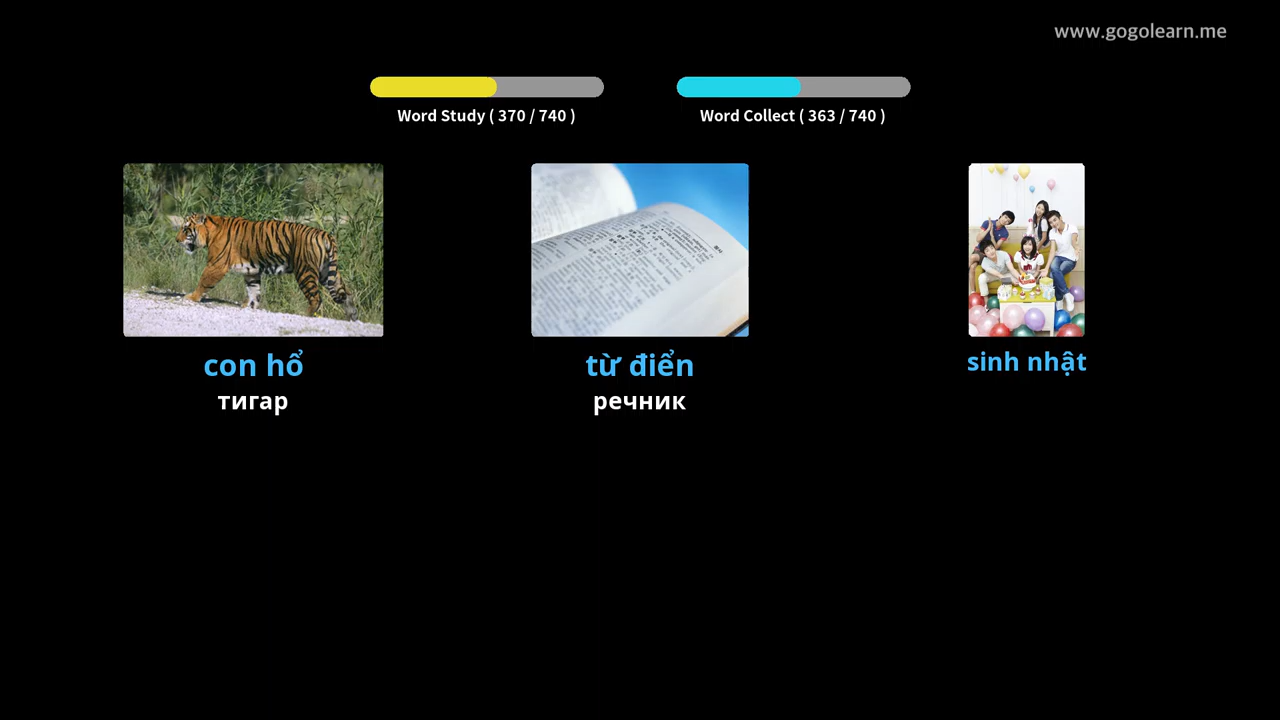 www.gogolearn.me
Word Study ( 370 / 740 )
Word Collect ( 363 / 740 )
con hổ
тигар
từ điển
речник
sinh nhật